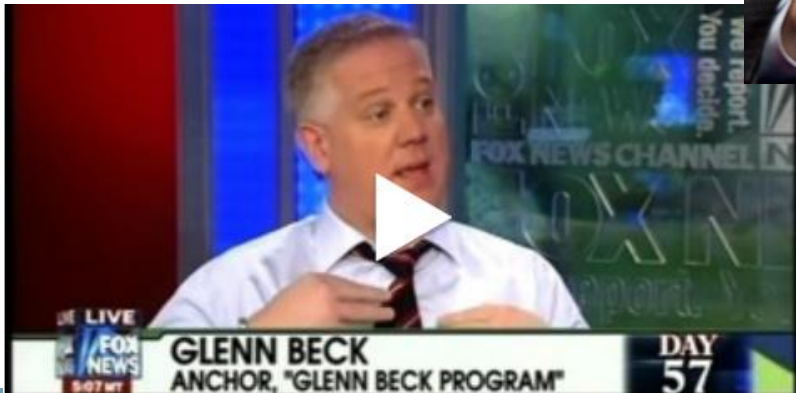 We report.
You decide.
FOX NEWS CHANNEL
LIVE
FOX
NEWS
5:07 MT
GLENN BECK
ANCHOR, "GLENN BECK PROGRAM"
DAY
57